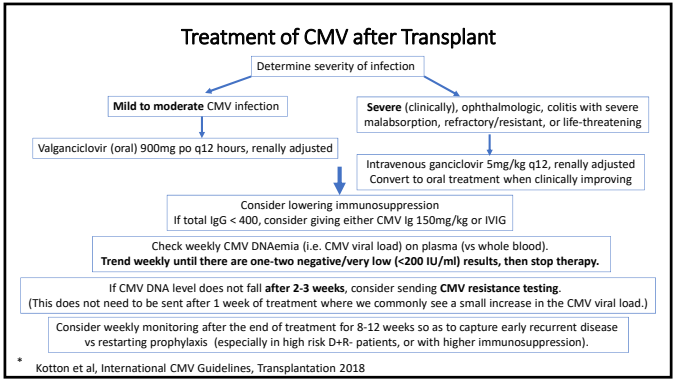 Treatment of CMV after Transplant
Determine severity of infection
Mild to moderate CMV infection
Severe (clinically), ophthalmologic, colitis with severe
malabsorption, refractory/resistant, or life-threatening
Valganciclovir (oral) 900mg po q12 hours, renally adjusted
Intravenous ganciclovir 5mg/kg q12, renally adjusted
Convert to oral treatment when clinically improving
Consider lowering immunosuppression
If total IgG < 400, consider giving either CMV Ig 150mg/kg or IVIG
Check weekly CMV DNAemia (i.e. CMV viral load) on plasma (vs whole blood).
Trend weekly until there are one-two negative/very low (<200 IU/ml) results, then stop therapy.
If CMV DNA level does not fall after 2-3 weeks, consider sending CMV resistance testing.
(This does not need to be sent after 1 week of treatment where we commonly see a small increase in the CMV viral load.)
Consider weekly monitoring after the end of treatment for 8-12 weeks so as to capture early recurrent disease
vs restarting prophylaxis (especially in high risk D+R- patients, or with higher immunosuppression).
* Kotton et al, International CMV Guidelines, Transplantation 2018